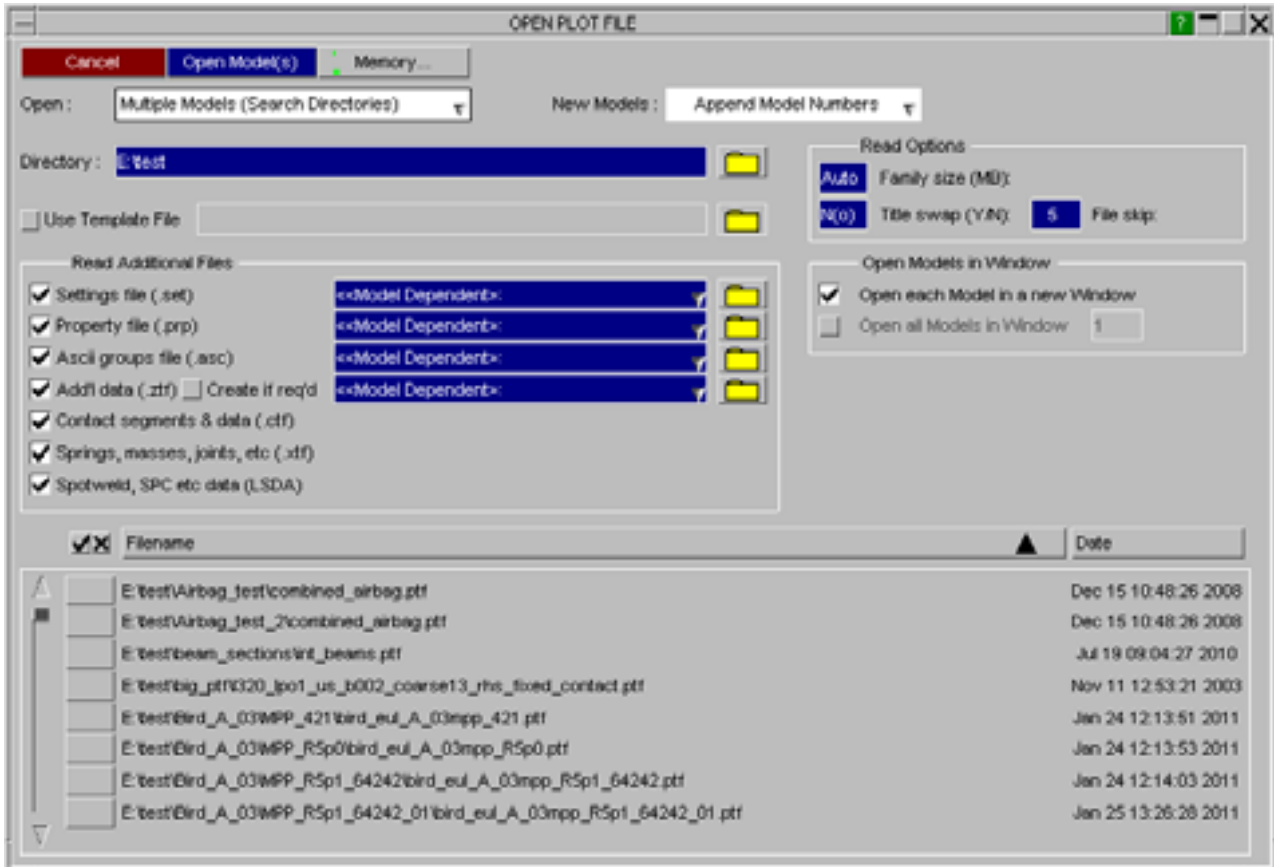 OPEN PLOT FILE
?
Cancel Open Model(s) Memory...
Open : Multiple Models (Search Directories) New Models : Append Model Numbers
Directory : E:\test
Read Options
Auto Family size (MB):
N(o) Title swap (Y/N): 5 File skip:
Use Template File
Read Additional Files
Settings file (.set) <<Model Dependent>:
Property file (.prp) <<Model Dependent>:
Ascii groups file (.asc) <<Model Dependent>:
Add'l data (.ztf) Create if req'd <<Model Dependent>:
Contact segments & data (.ctf)
Springs, masses, joints, etc (.xtf)
Spotweld, SPC etc data (LSDA)
Open Models in Window
Open each Model in a new Window
Open all Models in Window 1
Filename Date
E:\test\Airbag_test\combined_airbag.ptf Dec 15 10:48:26 2008
E:\test\Airbag_test_2\combined_airbag.ptf Dec 15 10:48:26 2008
E:\test\beam_sections\int_beams.ptf Jul 19 09:04:27 2010
Nov 11 12:53:21 2003
E:\test\Bird_A_03\MPP_421\bird_eul_A_03mpp_421.ptf Jan 24 12:13:51 2011
E:\test\Bird_A_03\MPP_R5p0\bird_eul_A_03mpp_R5p0.ptf Jan 24 12:13:53 2011
E:\test\Bird_A_03\MPP_R5p1_64242\bird_eul_A_03mpp_R5p1_64242.ptf Jan 24 12:14:03 2011
E:\test\Bird_A_03\MPP_R5p1_64242_01\bird_eul_A_03mpp_R5p1_64242_01.ptf Jan 25 13:26:28 2011